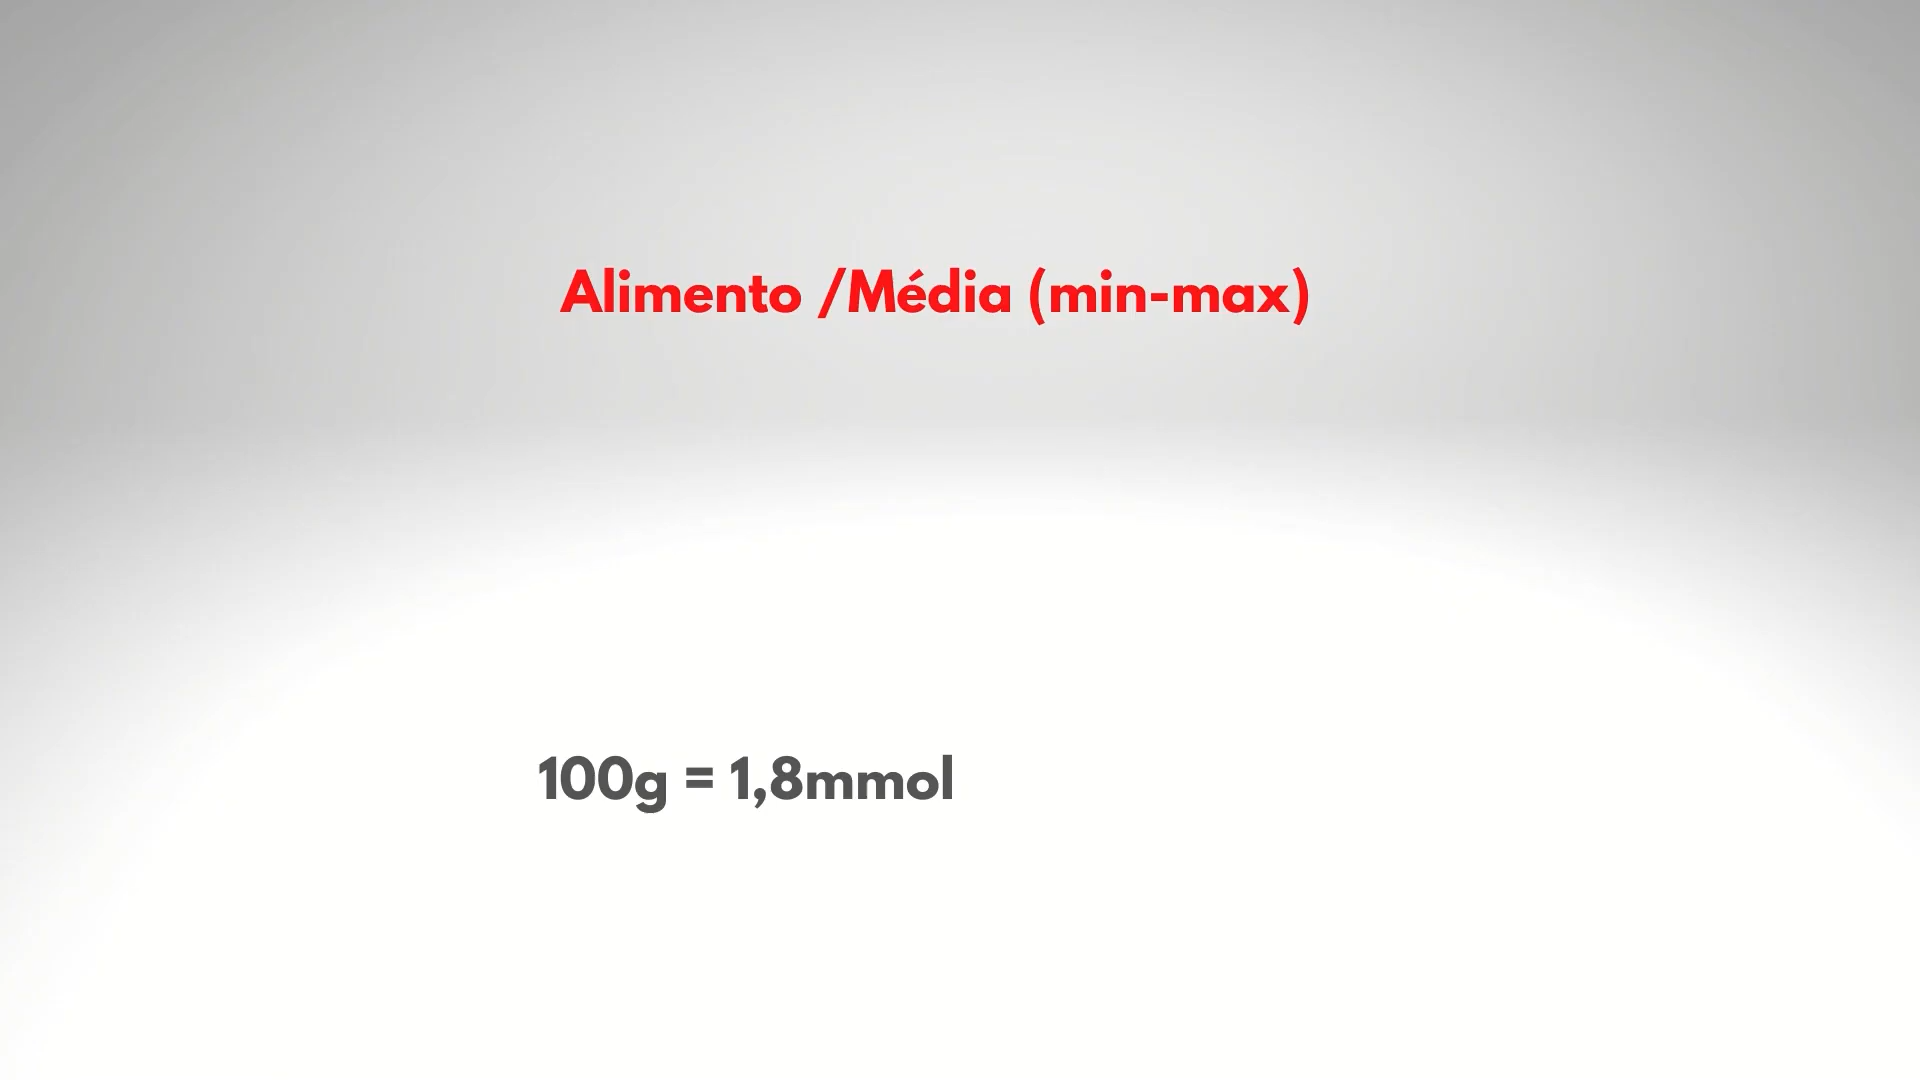 Alimento /Média (min-max)
100g = 1,8mmol